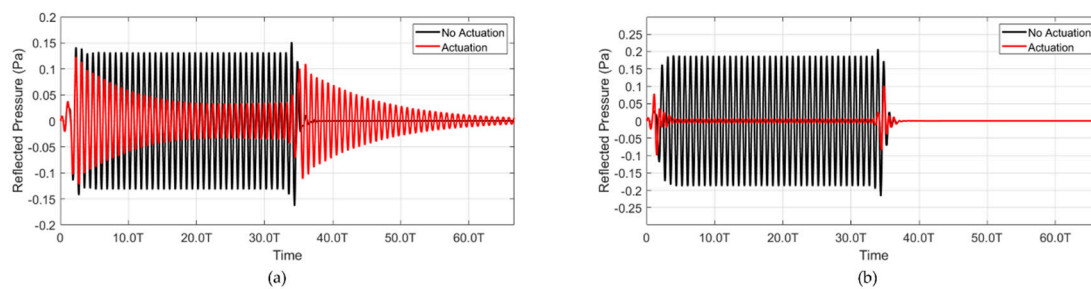 0.2
0.15
0.1
0.05
0
-0.05
-0.1
-0.15
-0.2
Reflected Pressure (Pa)
No Actuation
Actuation
0 10.0T 20.0T 30.0T 40.0T 50.0T 60.0T
Time
(a)
0.25
0.2
0.15
0.1
0.05
0
-0.05
-0.1
-0.15
-0.2
-0.25
Reflected Pressure (Pa)
No Actuation
Actuation
0 10.0T 20.0T 30.0T 40.0T 50.0T 60.0T
Time
(b)